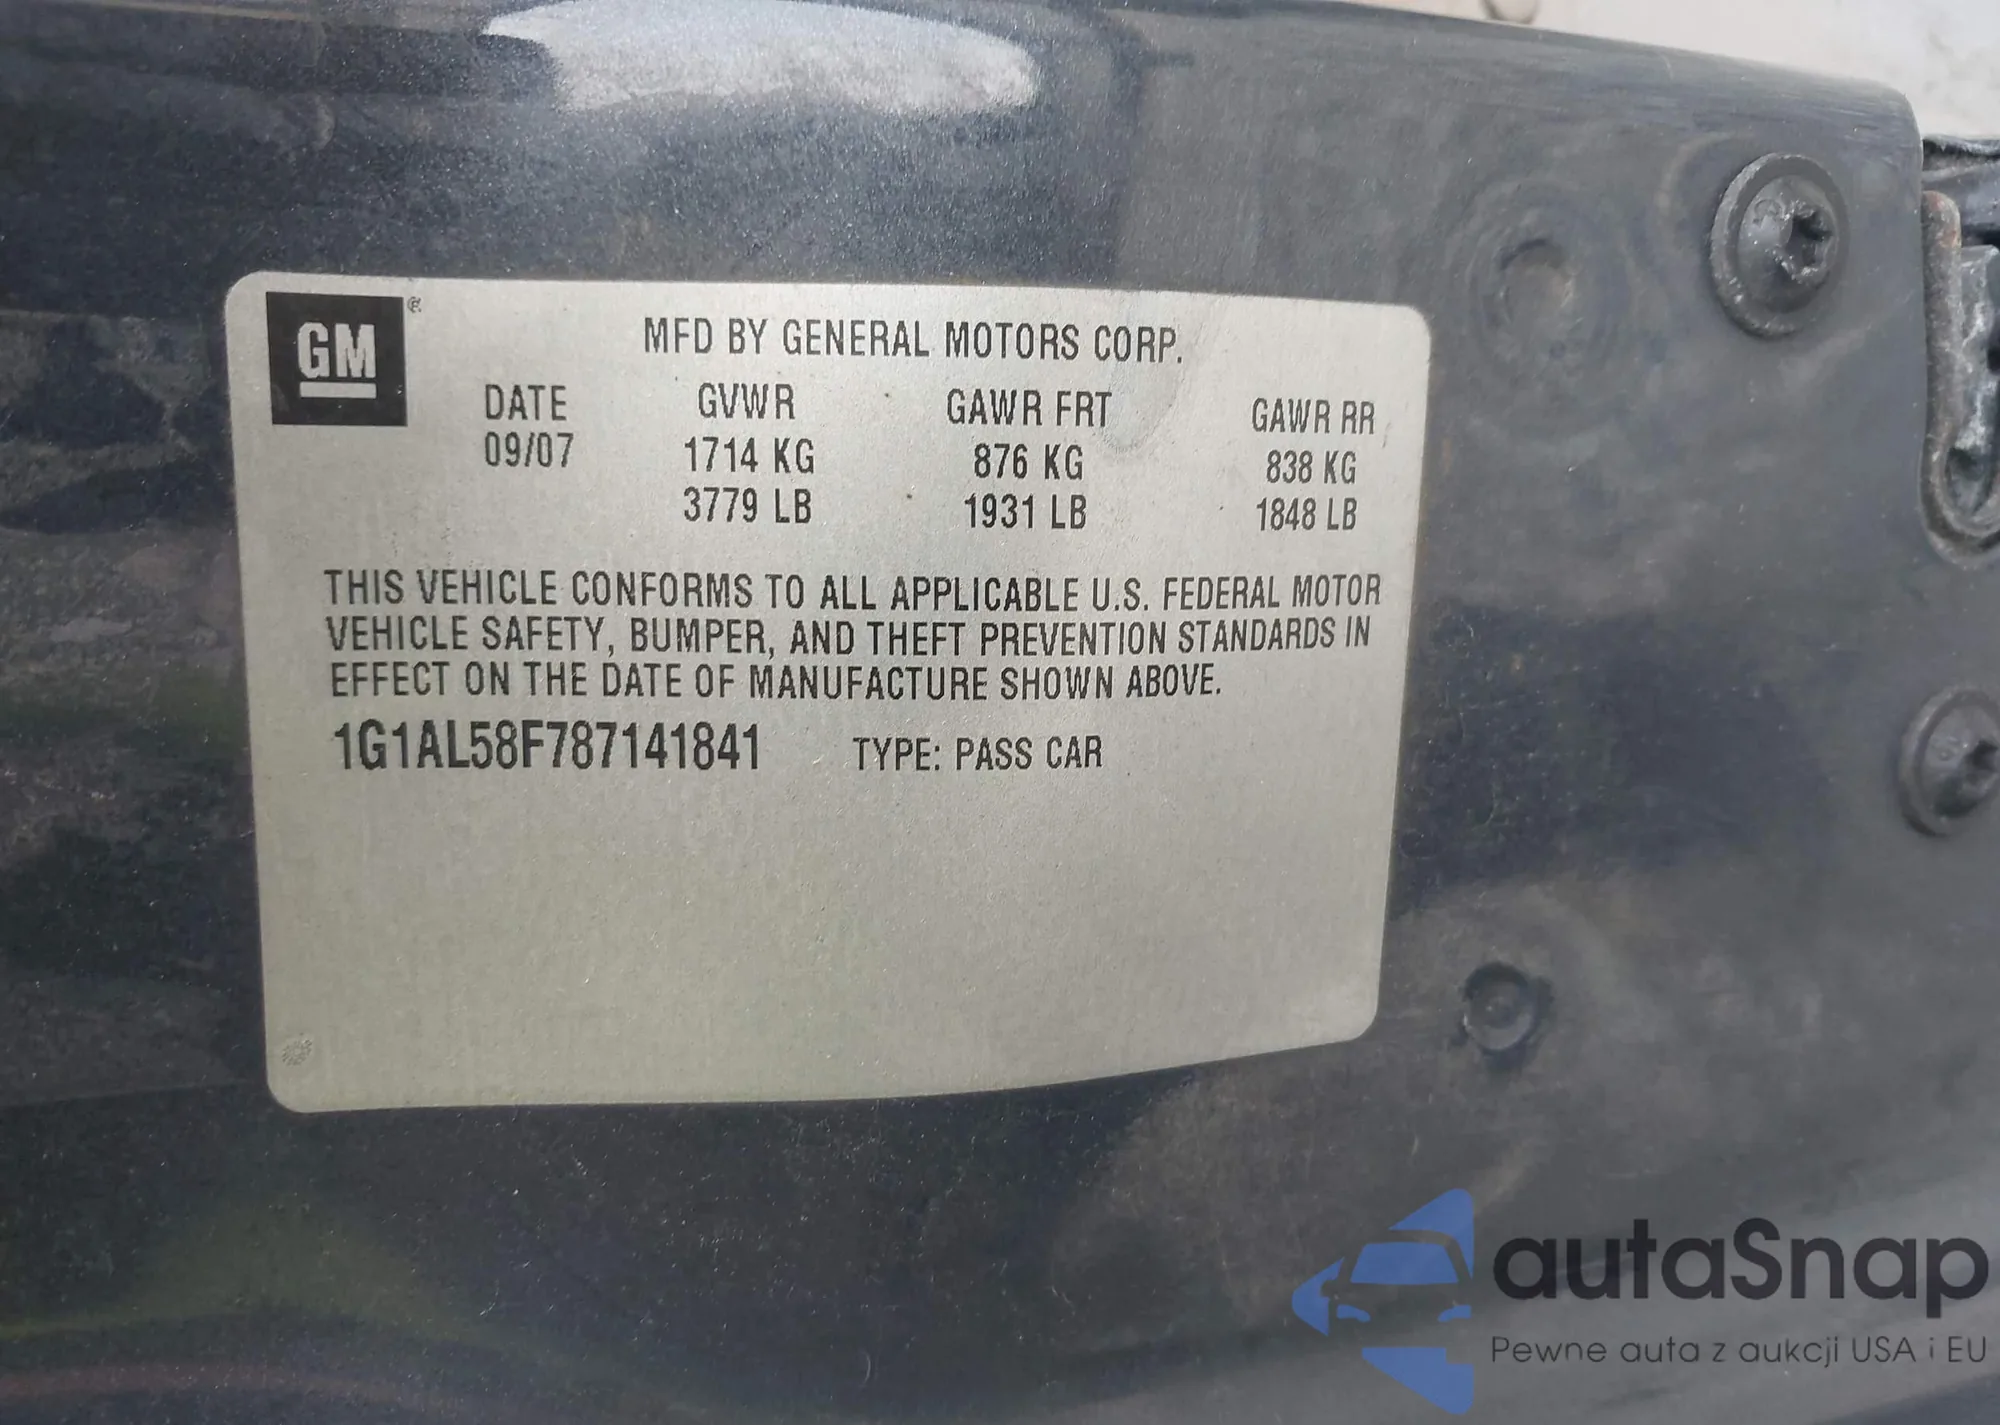 GM ®
MFD BY GENERAL MOTORS CORP.
DATE GVWR GAWR FRT GAWR RR
09/07 1714 KG 876 KG 838 KG
3779 LB 1931 LB 1848 LB
THIS VEHICLE CONFORMS TO ALL APPLICABLE U.S. FEDERAL MOTOR
VEHICLE SAFETY, BUMPER, AND THEFT PREVENTION STANDARDS IN
EFFECT ON THE DATE OF MANUFACTURE SHOWN ABOVE.
1G1AL58F787141841 TYPE: PASS CAR
autaSnap
Pewne auta z aukcji USA i EU